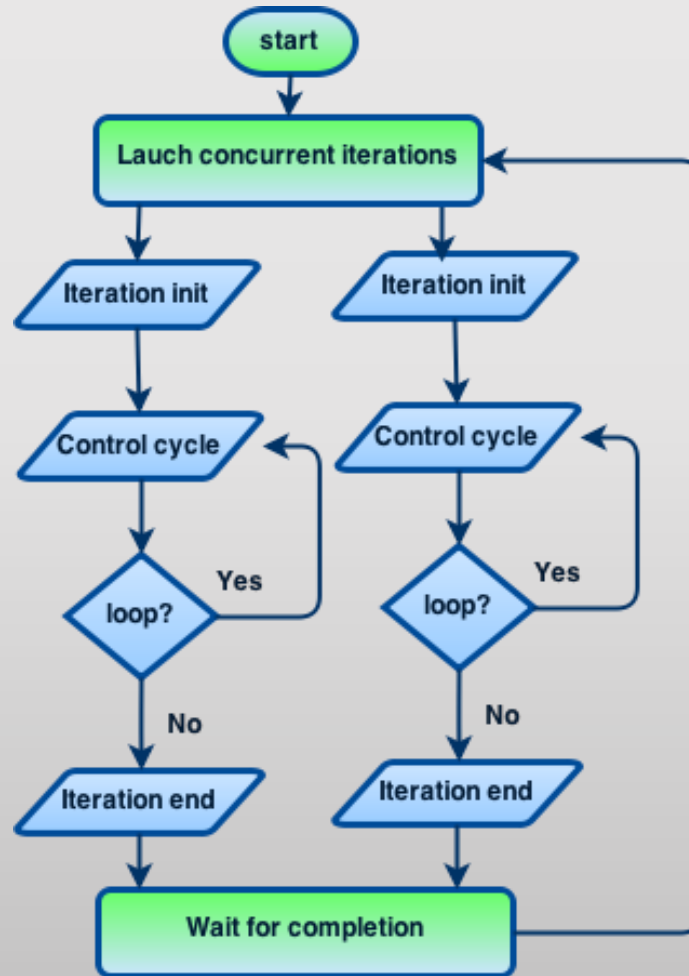 start
Lauch concurrent iterations
Iteration init
Iteration init
Control cycle
Control cycle
loop?
Yes
loop?
Yes
No
No
Iteration end
Iteration end
Wait for completion